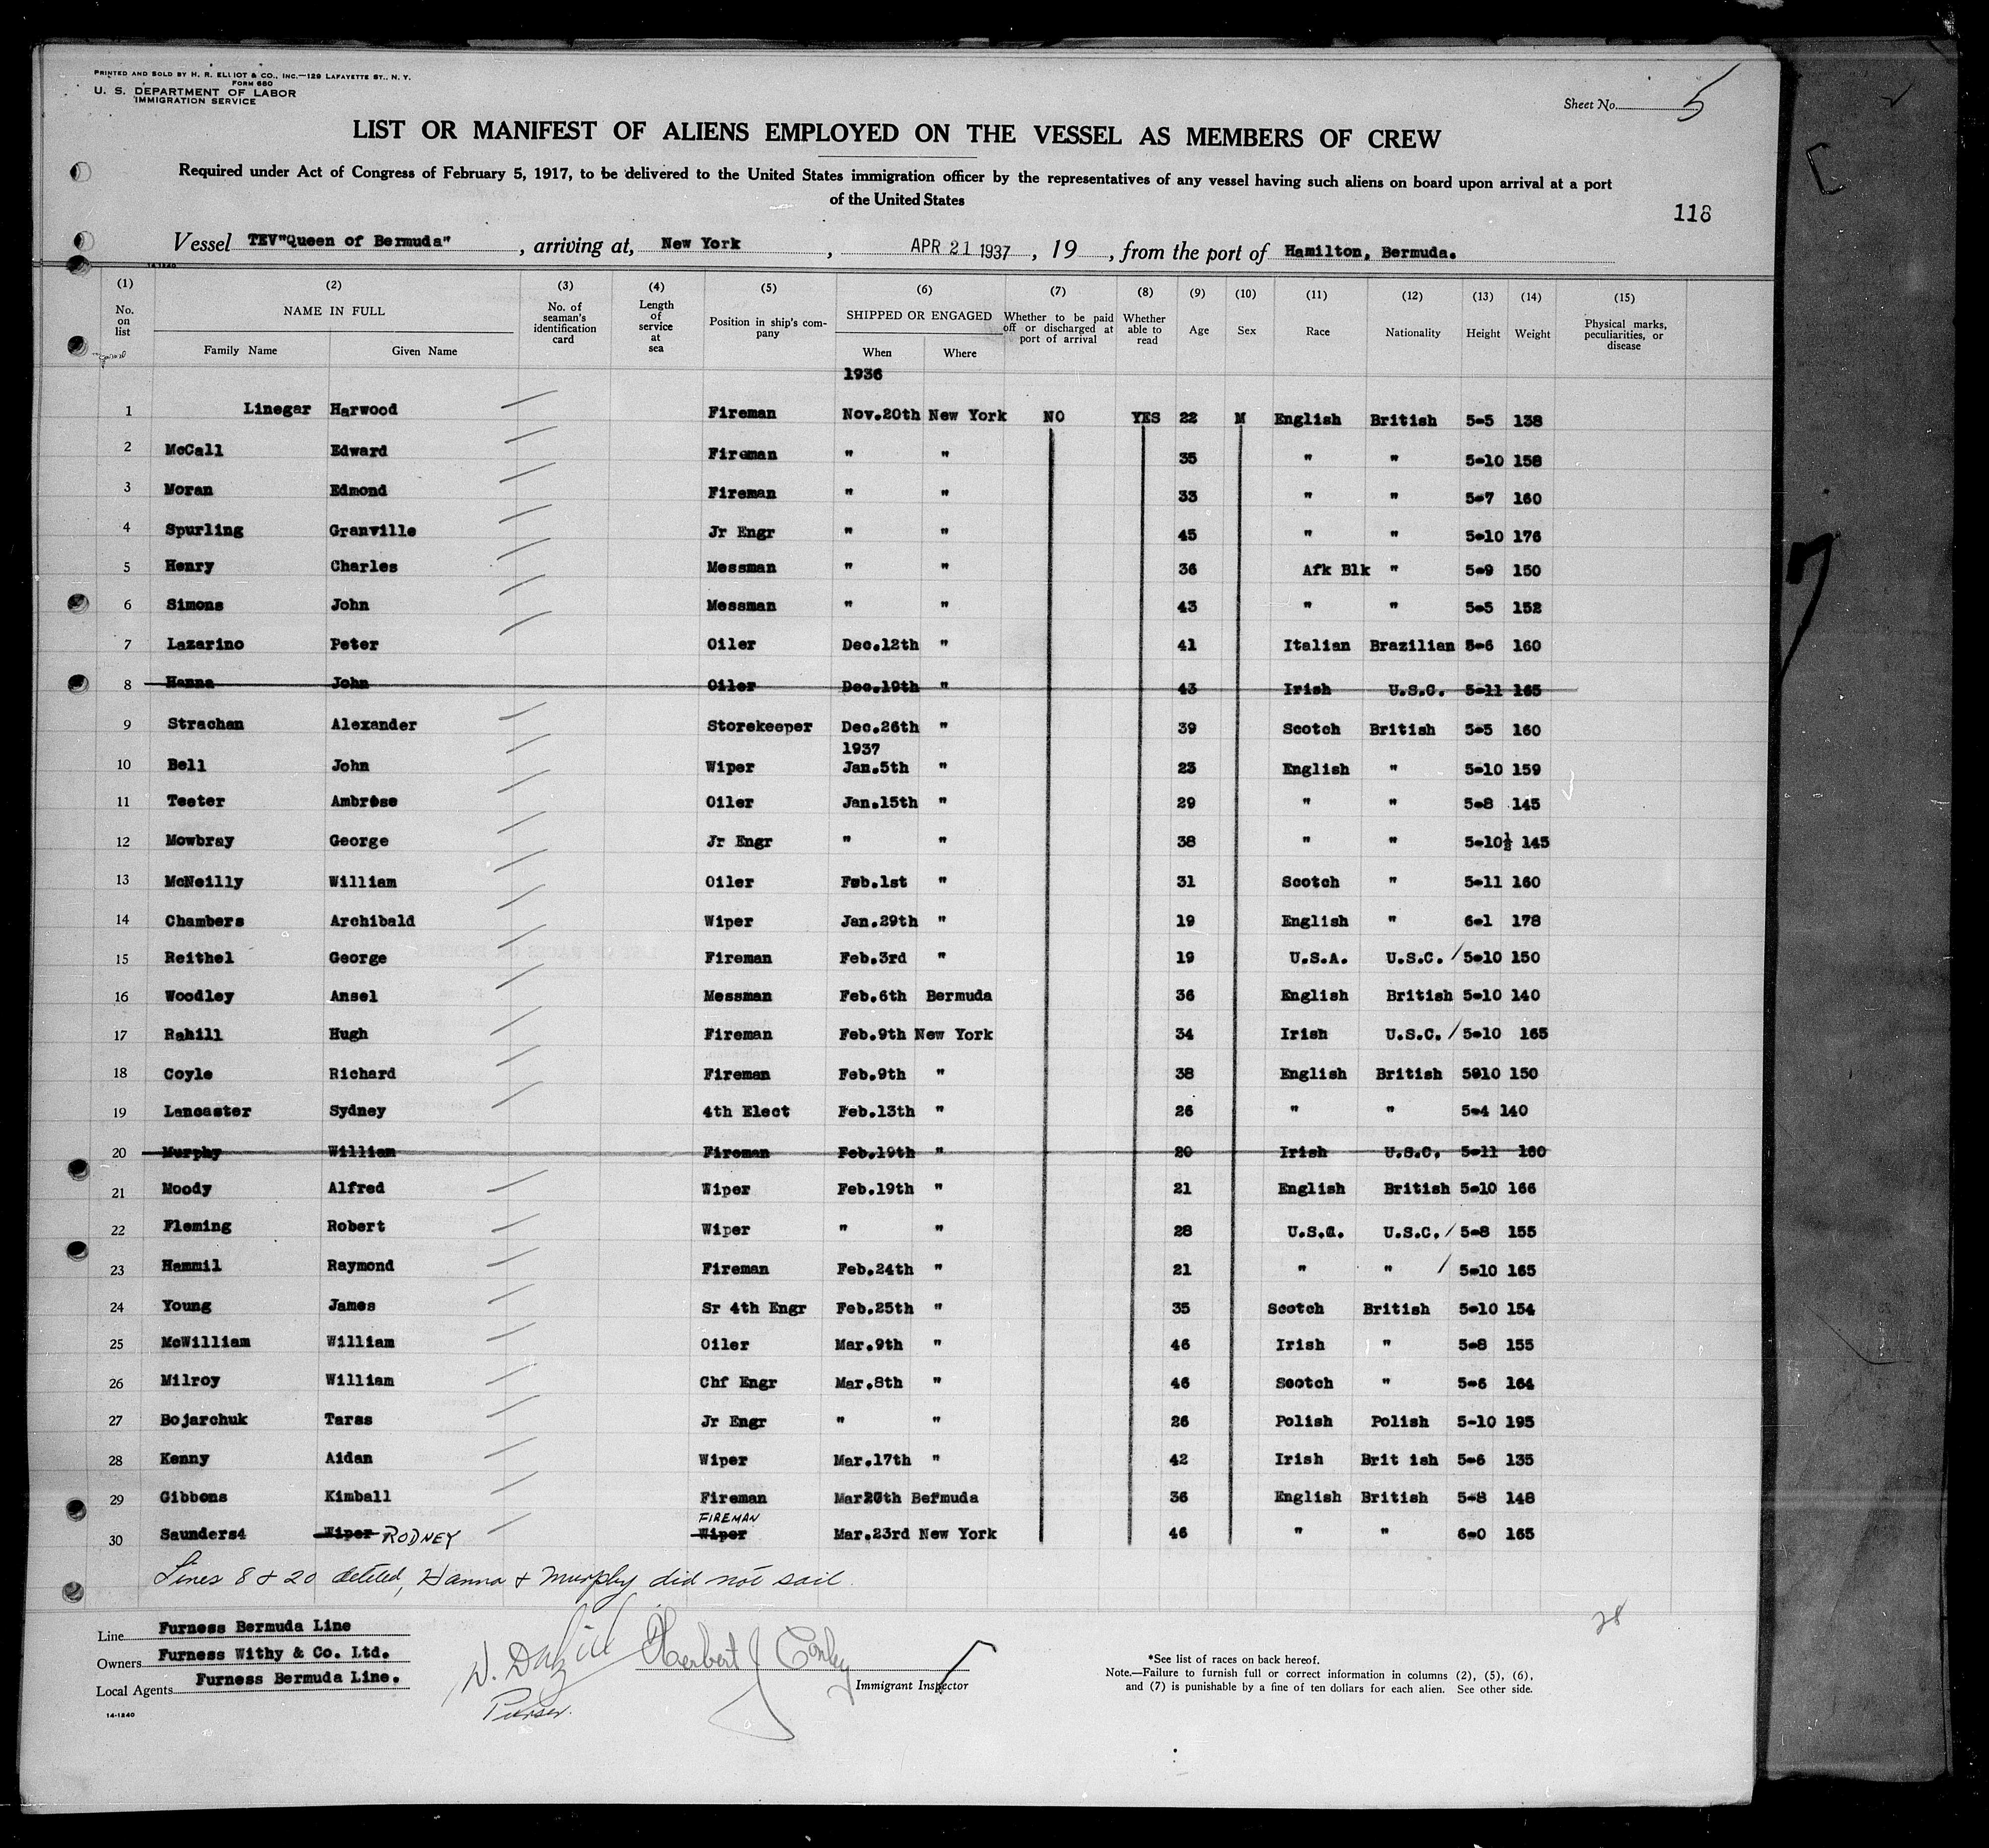 PRINTED AND SOLD BY H. R. ELLIOT & CO., INC.—129 LAFAYETTE ST., N. Y.
FORM 680
U. S. DEPARTMENT OF LABOR
IMMIGRATION SERVICE
Sheet No. 5
LIST OR MANIFEST OF ALIENS EMPLOYED ON THE VESSEL AS MEMBERS OF CREW
Required under Act of Congress of February 5, 1917, to be delivered to the United States immigration officer by the representatives of any vessel having such aliens on board upon arrival at a port
of the United States
118
Vessel TEV"Queen of Bermuda", arriving at, New York, APR 21 1937, 19, from the port of Hamilton, Bermuda.
14-1240
(1) (2) (3) (4) (5) (6) (7) (8) (9) (10) (11) (12) (13) (14) (15)
No. on list NAME IN FULL Family Name Given Name No. of seaman's identification card Length of service at sea Position in ship's company SHIPPED OR ENGAGED When Where Whether to be paid off or discharged at port of arrival Whether able to read Age Sex Race Nationality Height Weight Physical marks, peculiarities, or disease
1936
1 Linegar Harwood Fireman Nov.20th New York NO YES 22 M English British 5-5 138
2 McCall Edward Fireman " " 35 " " 5-10 158
3 Moran Edmond Fireman " " 33 " " 5-7 160
4 Spurling Granville Jr Engr " " 45 " " 5-10 176
5 Henry Charles Messman " " 36 Afk Blk " 5-9 150
6 Simons John Messman " " 43 " " 5-5 152
7 Lazarino Peter Oiler Dec.12th " 41 Italian Brazilian 5-6 160
8 Hanna John Oiler Dec.19th " 43 Irish U.S.C. 5-11 165
9 Strachan Alexander Storekeeper Dec.26th " 39 Scotch British 5-5 160
1937
10 Bell John Wiper Jan.5th " 23 English " 5-10 159
11 Teeter Ambrose Oiler Jan.15th " 29 " " 5-8 145
12 Mowbray George Jr Engr " " 38 " " 5-10½ 145
13 McNeilly William Oiler Feb.1st " 31 Scotch " 5-11 160
14 Chambers Archibald Wiper Jan.29th " 19 English " 6-1 178
15 Reithel George Fireman Feb.3rd " 19 U.S.A. U.S.C. 5-10 150
16 Woodley Ansel Messman Feb.6th Bermuda 36 English British 5-10 140
17 Rahill Hugh Fireman Feb.9th New York 34 Irish U.S.C. 5-10 165
18 Coyle Richard Fireman Feb.9th " 38 English British 5910 150
19 Lancaster Sydney 4th Elect Feb.13th " 26 " " 5-4 140
20 Murphy William Fireman Feb.19th " 20 Irish U.S.C. 5-11 160
21 Moody Alfred Wiper Feb.19th " 21 English British 5-10 166
22 Fleming Robert Wiper " " 28 U.S.C. U.S.C. 5-8 155
23 Hammil Raymond Fireman Feb.24th " 21 " " 5-10 165
24 Young James Sr 4th Engr Feb.25th " 35 Scotch British 5-10 154
25 McWilliam William Oiler Mar.9th " 46 Irish " 5-8 155
26 Milroy William Chf Engr Mar.8th " 46 Scotch " 5-6 164
27 Bojarchuk Taras Jr Engr " " 26 Polish Polish 5-10 195
28 Kenny Aidan Wiper Mar.17th " 42 Irish Brit ish 5-6 135
29 Gibbons Kimball Fireman Mar20th Bermuda 36 English British 5-8 148
FIREMAN
30 Saunders4 Wiper RODNEY Wiper Mar.23rd New York 46 " " 6-0 165
Lines 8 & 20 deleted, Hanna & Murphy did not sail.
28
Line Furness Bermuda Line
Owners Furness Withy & Co. Ltd.
Local Agents Furness Bermuda Line.
14-1240
Purser.
Herbert J Conley
Immigrant Inspector
*See list of races on back hereof.
Note.—Failure to furnish full or correct information in columns (2), (5), (6),
and (7) is punishable by a fine of ten dollars for each alien. See other side.